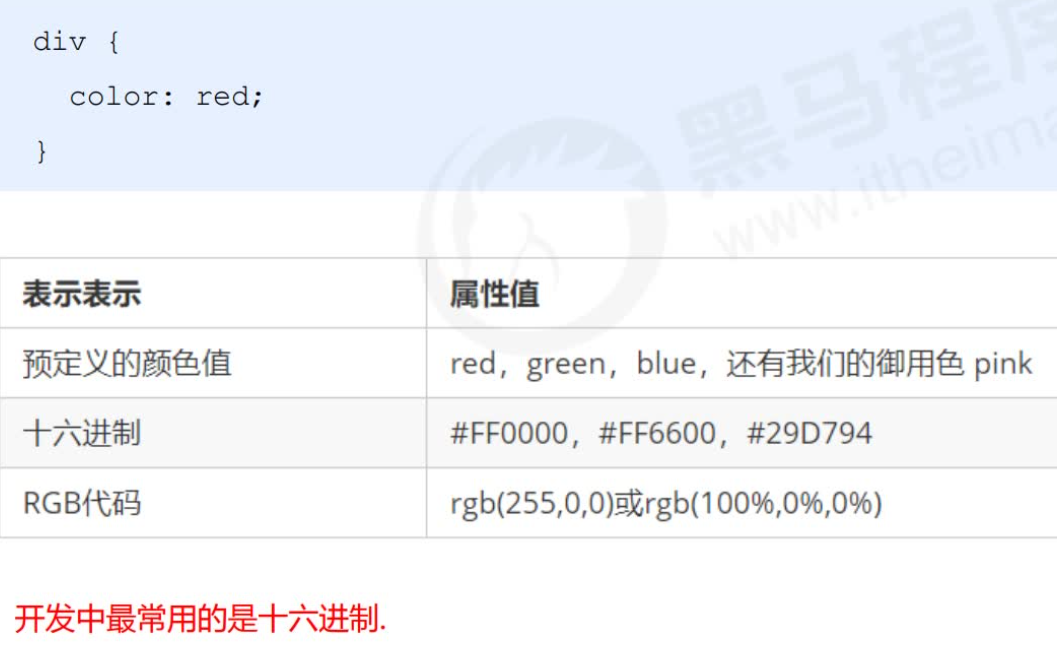 div {
color: red;
}
黑马程序
www.itheima
表示表示 属性值
预定义的颜色值 red，green，blue，还有我们的御用色 pink
十六进制 #FF0000，#FF6600，#29D794
RGB代码 rgb(255,0,0)或rgb(100%,0%,0%)
开发中最常用的是十六进制.